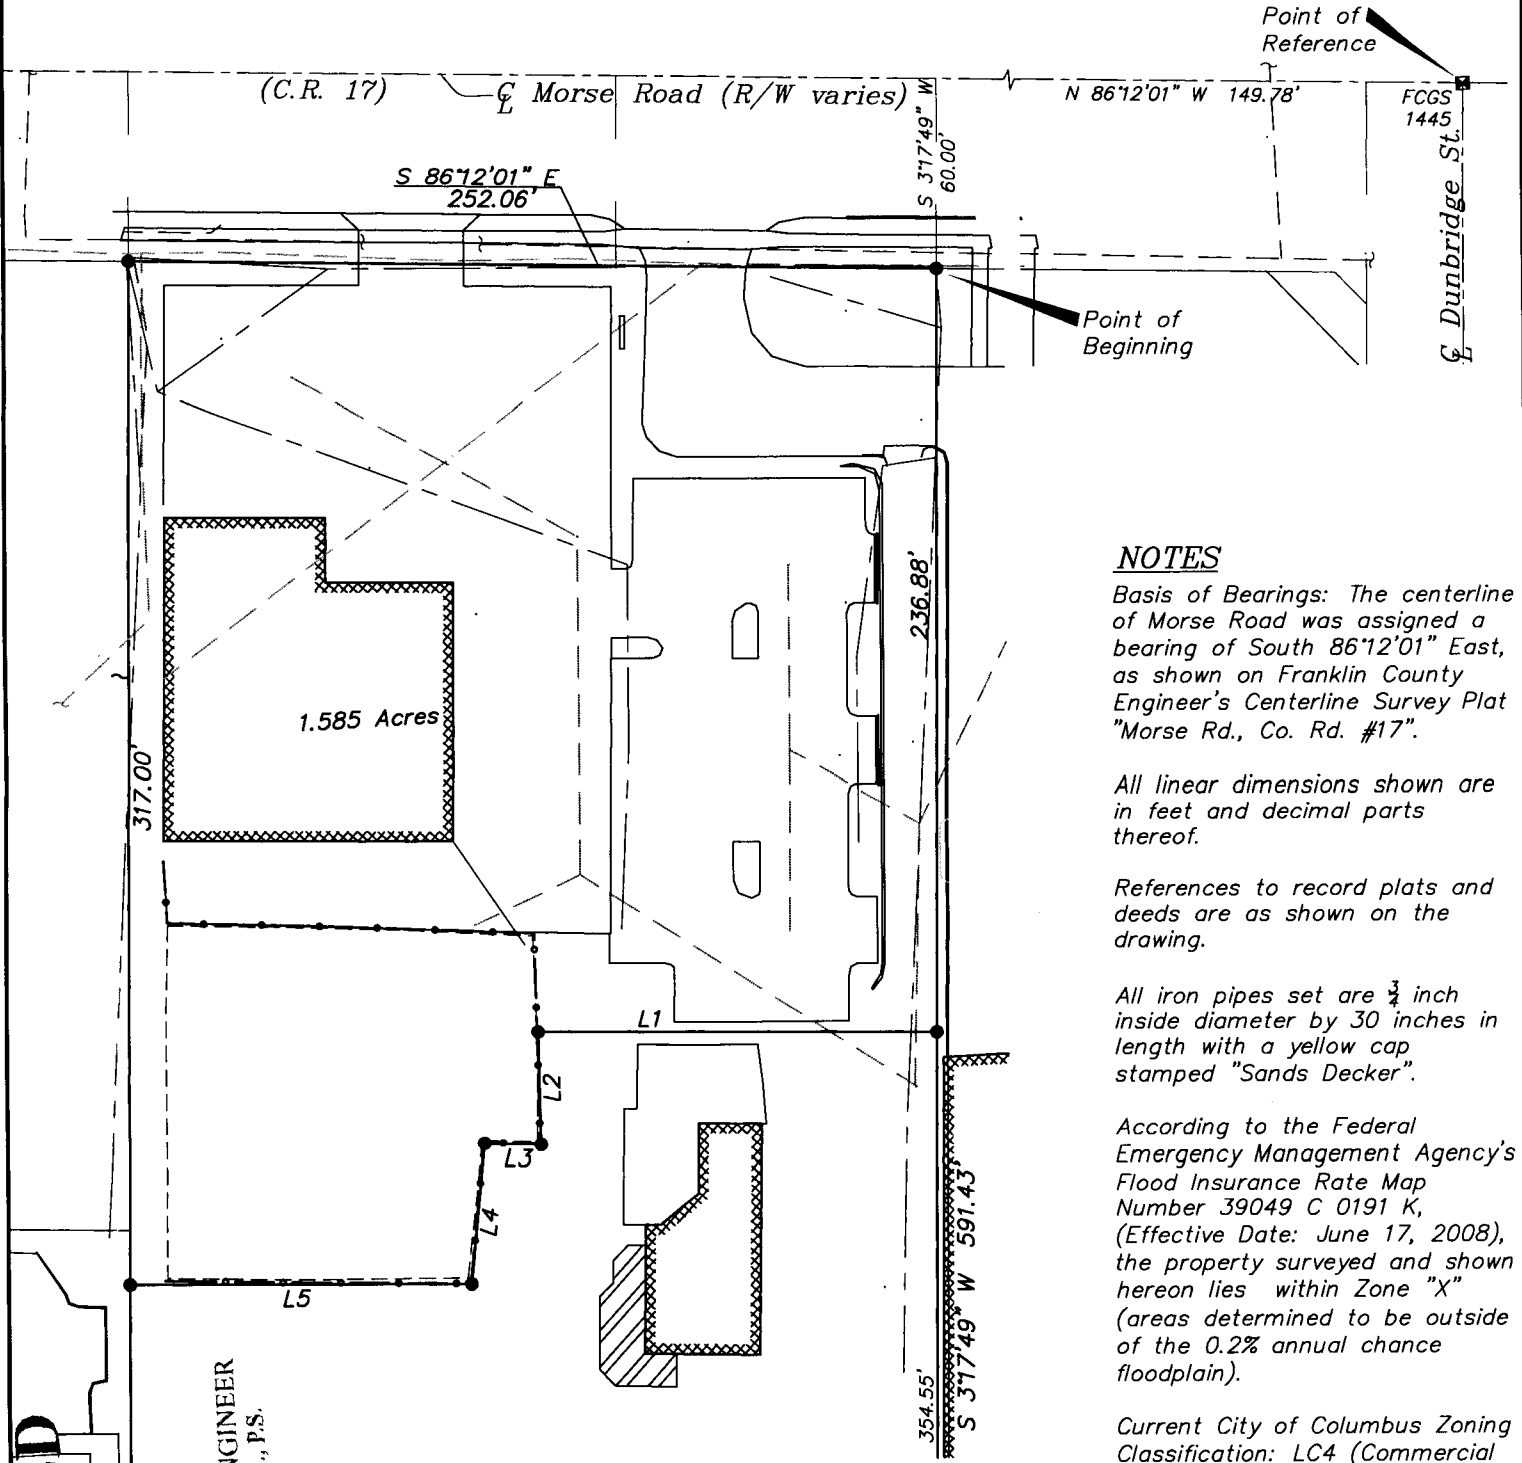 Point of
Reference
(C.R. 17)
℄ Morse Road (R/W varies)
S 3°17'49" W
60.00'
N 86°12'01" W 149.78'
FCGS
1445
℄ Dunbridge St.
S 86°12'01" E
252.06'
Point of
Beginning
317.00'
1.585 Acres
236.88'
L1
L2
L3
L4
L5
354.55'
S 3°17'49" W 591.43'
NGINEER
., P.S.
D
NOTES
Basis of Bearings: The centerline
of Morse Road was assigned a
bearing of South 86°12'01" East,
as shown on Franklin County
Engineer's Centerline Survey Plat
"Morse Rd., Co. Rd. #17".
All linear dimensions shown are
in feet and decimal parts
thereof.
References to record plats and
deeds are as shown on the
drawing.
All iron pipes set are ¾ inch
inside diameter by 30 inches in
length with a yellow cap
stamped "Sands Decker".
According to the Federal
Emergency Management Agency's
Flood Insurance Rate Map
Number 39049 C 0191 K,
(Effective Date: June 17, 2008),
the property surveyed and shown
hereon lies within Zone "X"
(areas determined to be outside
of the 0.2% annual chance
floodplain).
Current City of Columbus Zoning
Classification: LC4 (Commercial